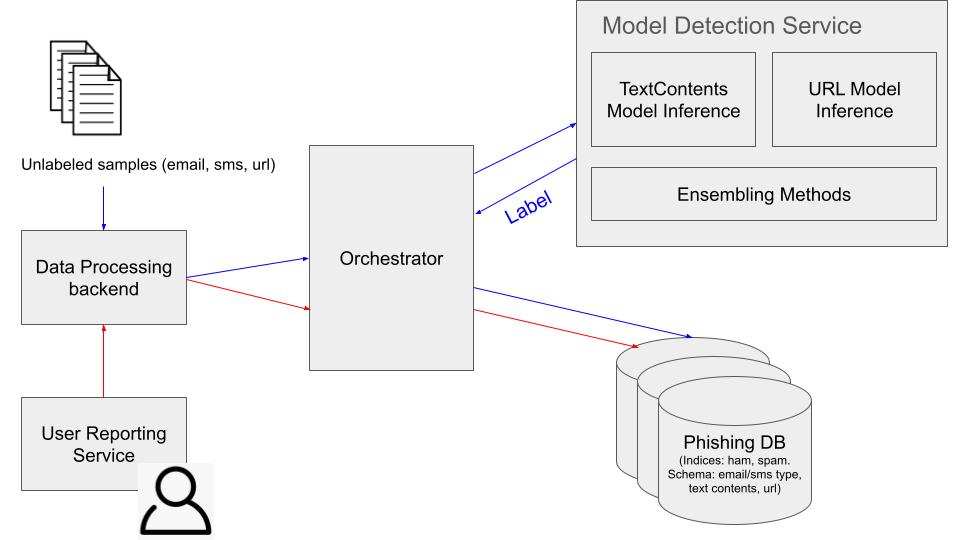 Model Detection Service
TextContents
Model Inference
URL Model
Inference
Ensembling Methods
Unlabeled samples (email, sms, url)
Label
Data Processing
backend
Orchestrator
User Reporting
Service
Phishing DB
(Indices: ham, spam.
Schema: email/sms type,
text contents, url)